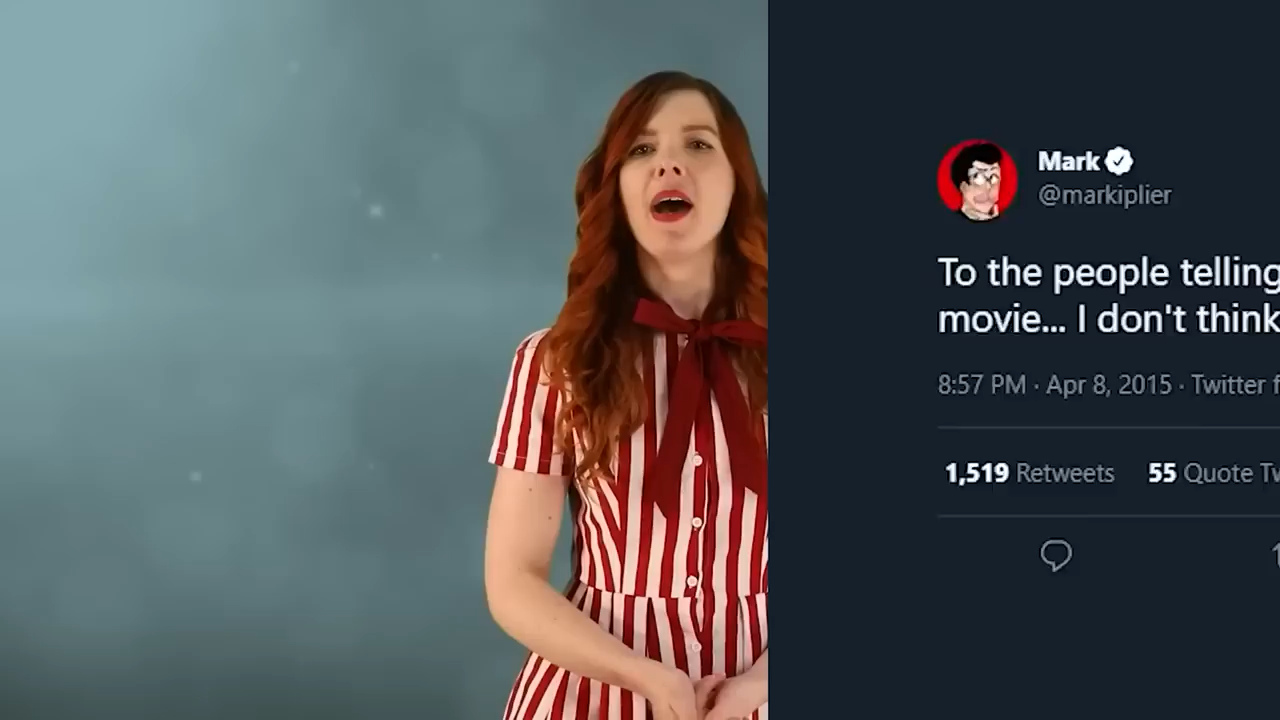 Mark
@markiplier
To the people telling
movie... I don't think
8:57 PM · Apr 8, 2015 · Twitter f
1,519 Retweets 55 Quote Tw